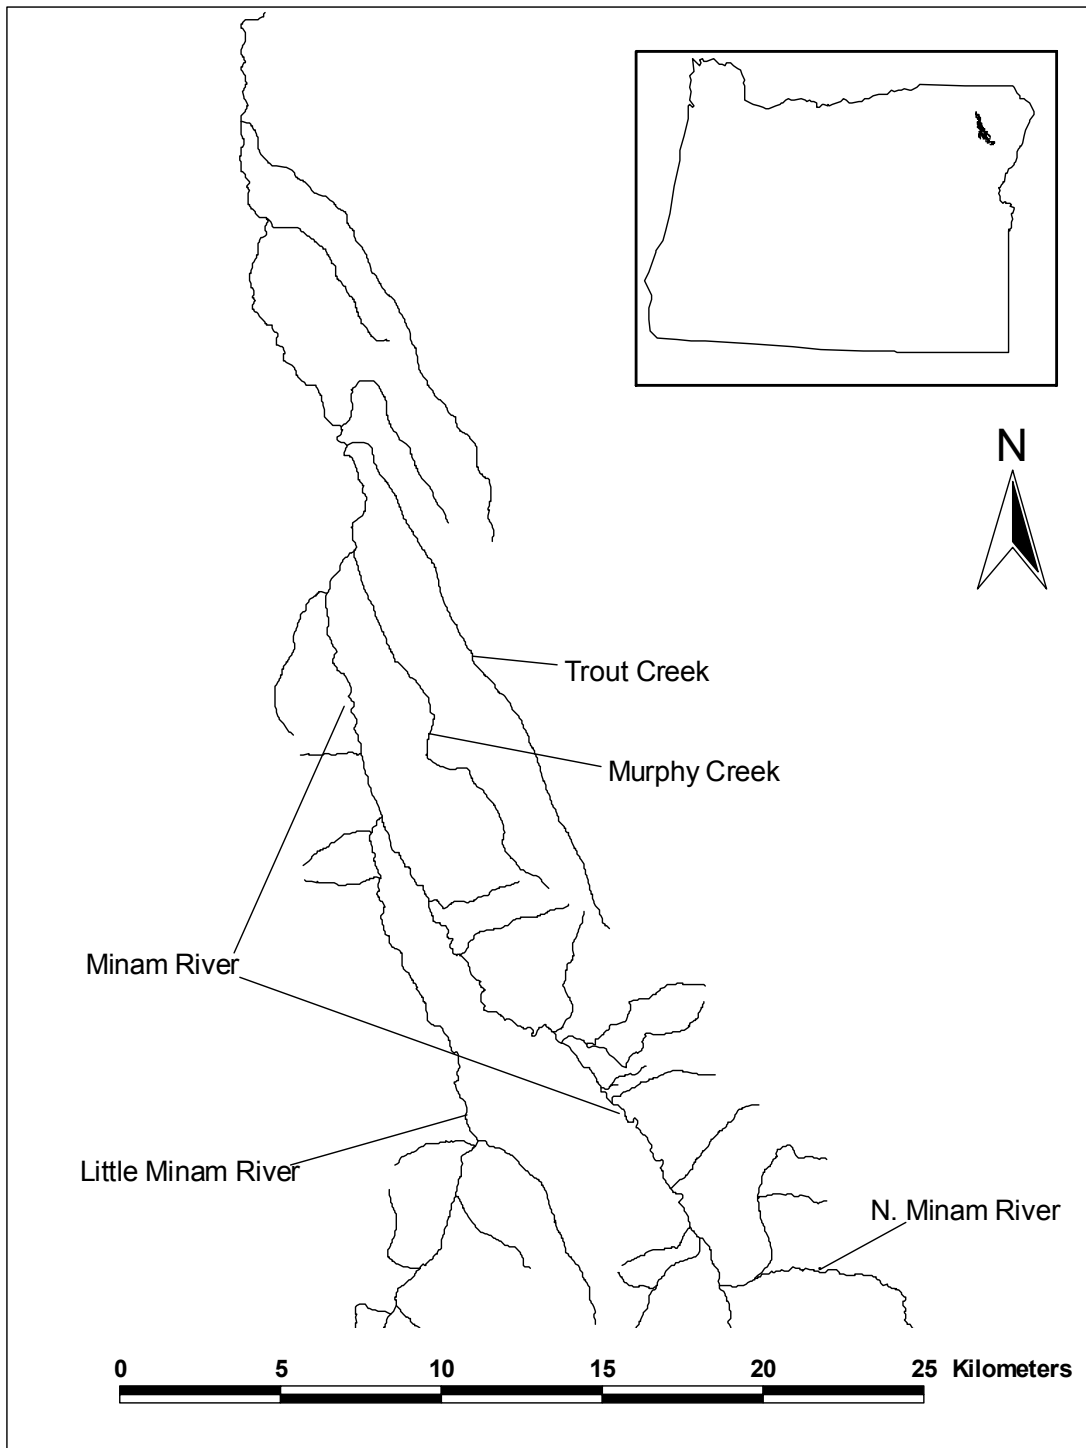 N
Trout Creek
Murphy Creek
Minam River
Little Minam River
N. Minam River
0 5 10 15 20 25 Kilometers